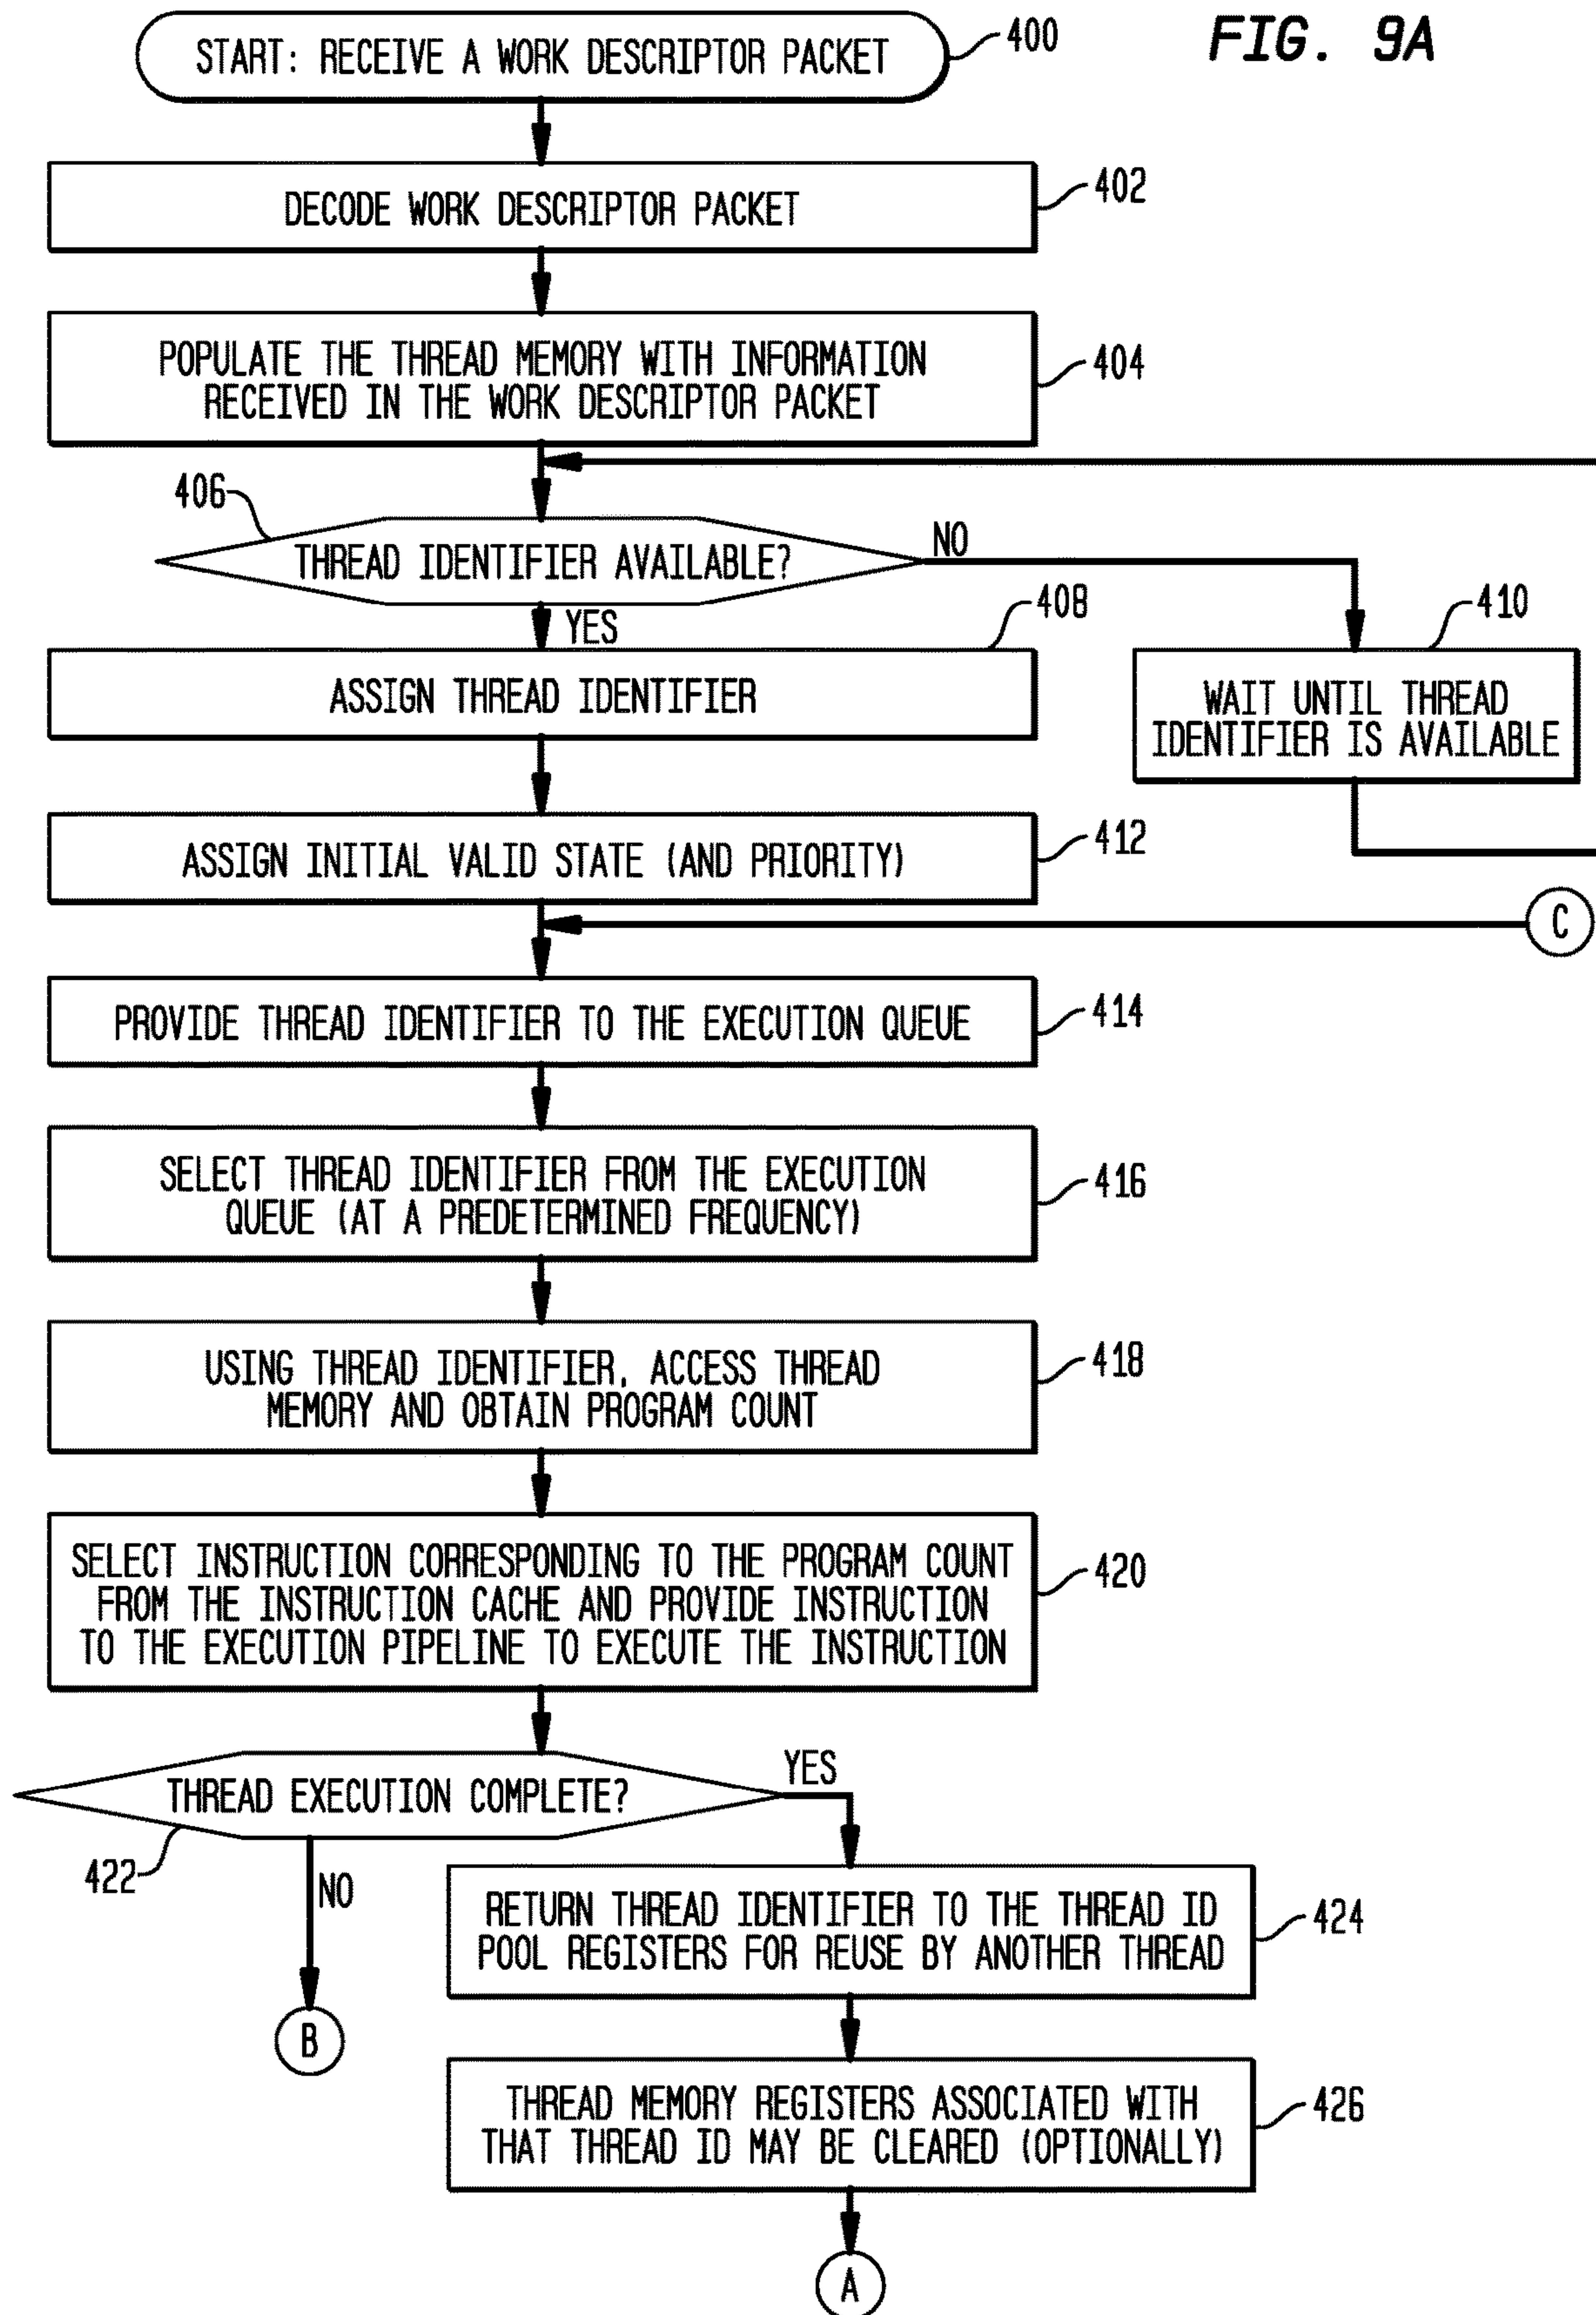 START: RECEIVE A WORK DESCRIPTOR PACKET
400
FIG. 9A
DECODE WORK DESCRIPTOR PACKET
402
POPULATE THE THREAD MEMORY WITH INFORMATION
RECEIVED IN THE WORK DESCRIPTOR PACKET
404
406
THREAD IDENTIFIER AVAILABLE?
NO
YES
408
410
ASSIGN THREAD IDENTIFIER
WAIT UNTIL THREAD
IDENTIFIER IS AVAILABLE
ASSIGN INITIAL VALID STATE (AND PRIORITY)
412
C
PROVIDE THREAD IDENTIFIER TO THE EXECUTION QUEUE
414
SELECT THREAD IDENTIFIER FROM THE EXECUTION
QUEUE (AT A PREDETERMINED FREQUENCY)
416
USING THREAD IDENTIFIER, ACCESS THREAD
MEMORY AND OBTAIN PROGRAM COUNT
418
SELECT INSTRUCTION CORRESPONDING TO THE PROGRAM COUNT
FROM THE INSTRUCTION CACHE AND PROVIDE INSTRUCTION
TO THE EXECUTION PIPELINE TO EXECUTE THE INSTRUCTION
420
THREAD EXECUTION COMPLETE?
YES
422
NO
RETURN THREAD IDENTIFIER TO THE THREAD ID
POOL REGISTERS FOR REUSE BY ANOTHER THREAD
424
B
THREAD MEMORY REGISTERS ASSOCIATED WITH
THAT THREAD ID MAY BE CLEARED (OPTIONALLY)
426
A